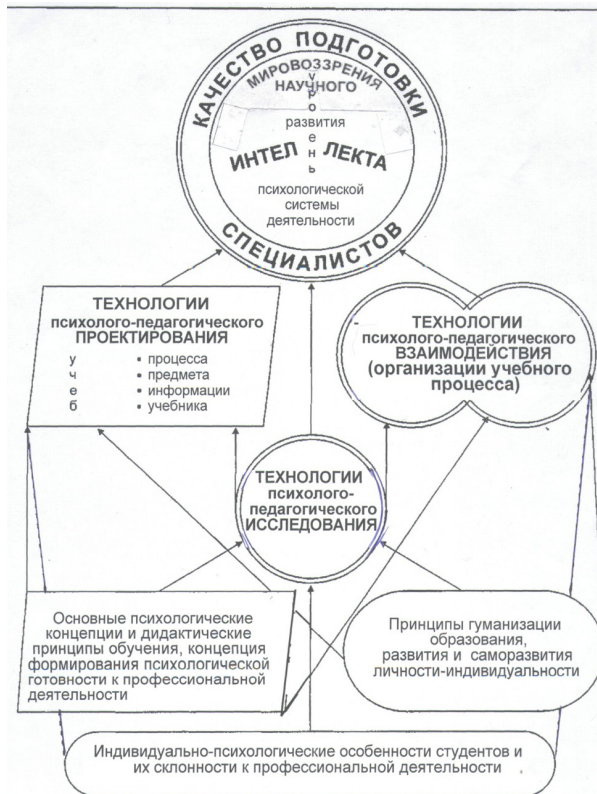 КАЧЕСТВО ПОДГОТОВКИ
МИРОВОЗЗРЕНИЯ
НАУЧНОГО
уровень
развития
ИНТЕЛЛЕКТА
психологической
системы
деятельности
СПЕЦИАЛИСТОВ
ТЕХНОЛОГИИ
психолого-педагогического
ПРОЕКТИРОВАНИЯ
у ▪ процесса
ч ▪ предмета
е ▪ информации
б ▪ учебника
ТЕХНОЛОГИИ
психолого-педагогического
ВЗАИМОДЕЙСТВИЯ
(организации учебного
процесса)
ТЕХНОЛОГИИ
психолого-
педагогического
ИССЛЕДОВАНИЯ
Основные психологические
концепции и дидактические
принципы обучения, концепция
формирования психологической
готовности к профессиональной
деятельности
Принципы гуманизации
образования,
развития и саморазвития
личности-индивидуальности
Индивидуально-психологические особенности студентов и
их склонности к профессиональной деятельности